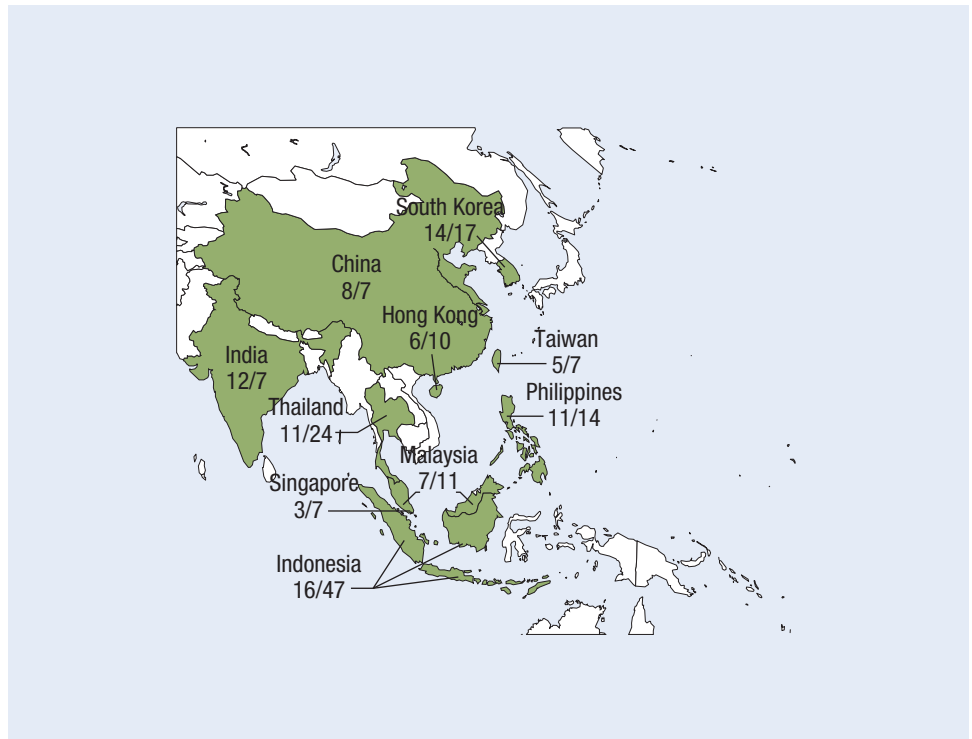 South Korea
14/17
China
8/7
Hong Kong
6/10
Taiwan
5/7
India
12/7
Philippines
11/14
Thailand
11/24
Malaysia
7/11
Singapore
3/7
Indonesia
16/47